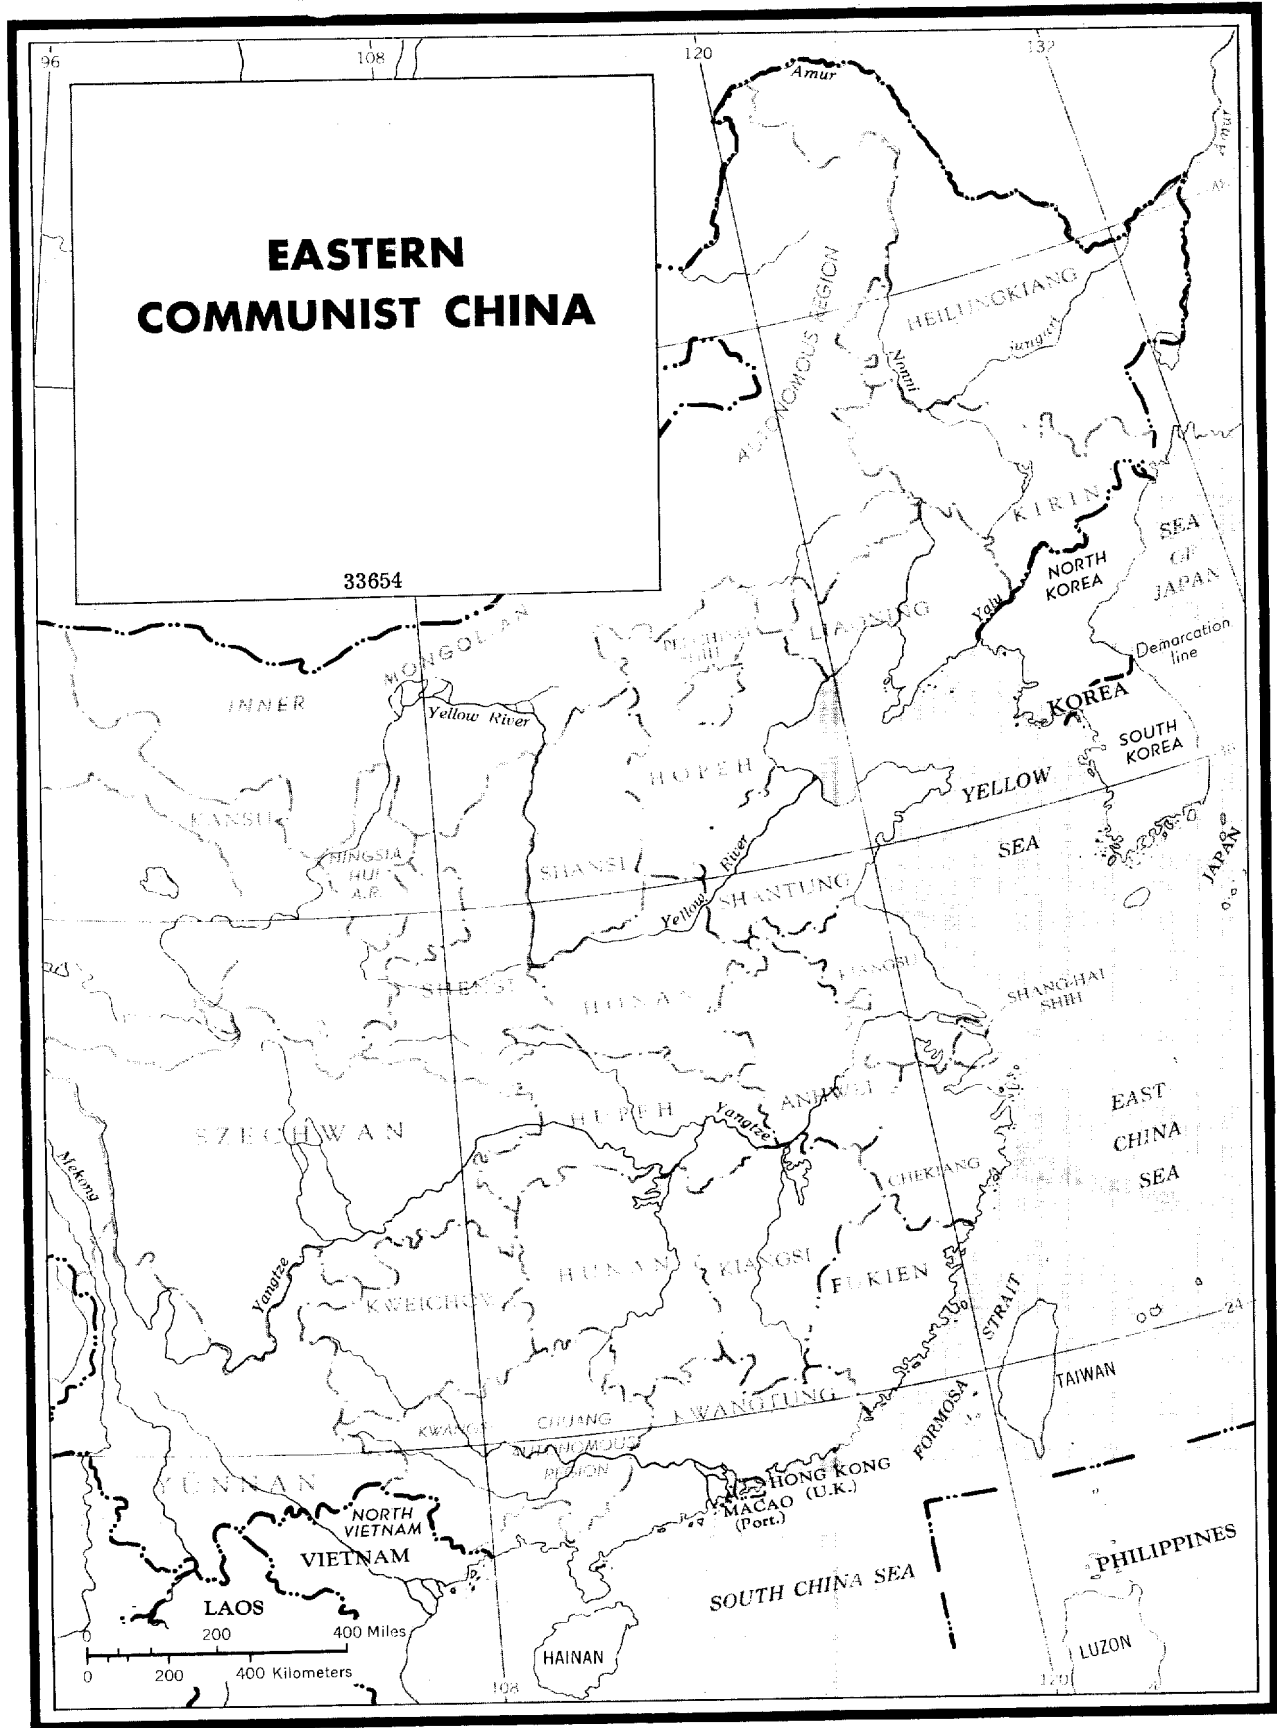 96
108
120
132
Amur
Amur
EASTERN
COMMUNIST CHINA
33654
AUTONOMOUS REGION
HEILUNGKIANG
Sungari
Nonni
KIRIN
SEA
OF
JAPAN
NORTH
KOREA
Yalu
LIAONING
Demarcation
line
MONGOLIAN
INNER
Yellow River
KOREA
SOUTH
KOREA
36
HOPEH
YELLOW
SEA
KANSU
NINGSIA
HUI
A.R.
SHANSI
River
Yellow
SHANTUNG
JAPAN
SHENSI
HONAN
KIANGSU
SHANG-HAI
SHIH
ANHWEI
HUPEH
Yangtze
EAST
CHINA
SEA
SZECHWAN
Mekong
CHEKIANG
HUNAN
KIANGSI
FUKIEN
Yangtze
KWEICHOW
STRAIT
24
TAIWAN
FORMOSA
KWANGSI
CHUANG
AUTONOMOUS
REGION
KWANGTUNG
YUNNAN
HONG KONG
(U.K.)
MACAO
(Port.)
NORTH
VIETNAM
VIETNAM
LAOS
SOUTH CHINA SEA
PHILIPPINES
0 200 400 Miles
0 200 400 Kilometers
HAINAN
LUZON
108
120